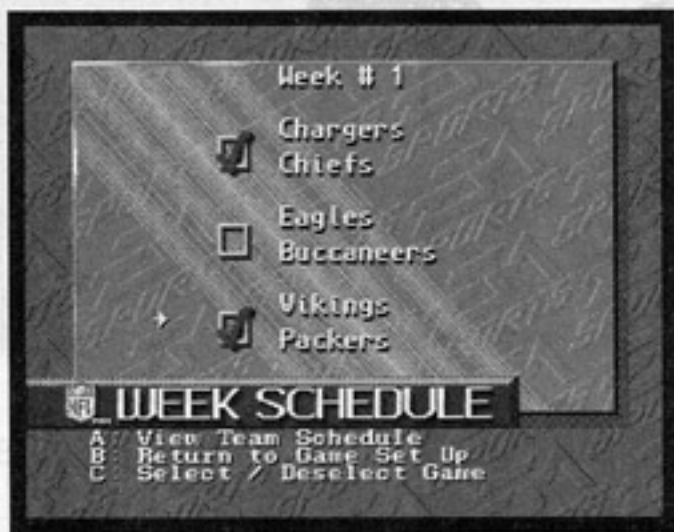 Week # 1
Chargers
Chiefs
Eagles
Buccaneers
Vikings
Packers
NFL
WEEK SCHEDULE
A: View Team Schedule
B: Return to Game Set Up
C: Select / Deselect Game